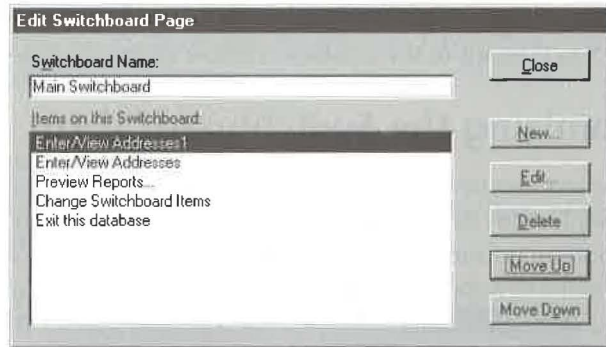 Edit Switchboard Page
Switchboard Name:
Close
Main Switchboard
Items on this Switchboard:
Enter/View Addresses1
New...
Enter/View Addresses
Preview Reports...
Edit...
Change Switchboard Items
Exit this database
Delete
Move Up
Move Down